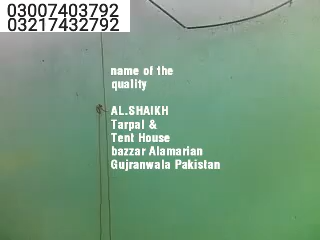 03007403792
03217432792
name of the
quality
AL.SHAIKH
Tarpal &
Tent House
bazzar Alamarian
Gujranwala Pakistan